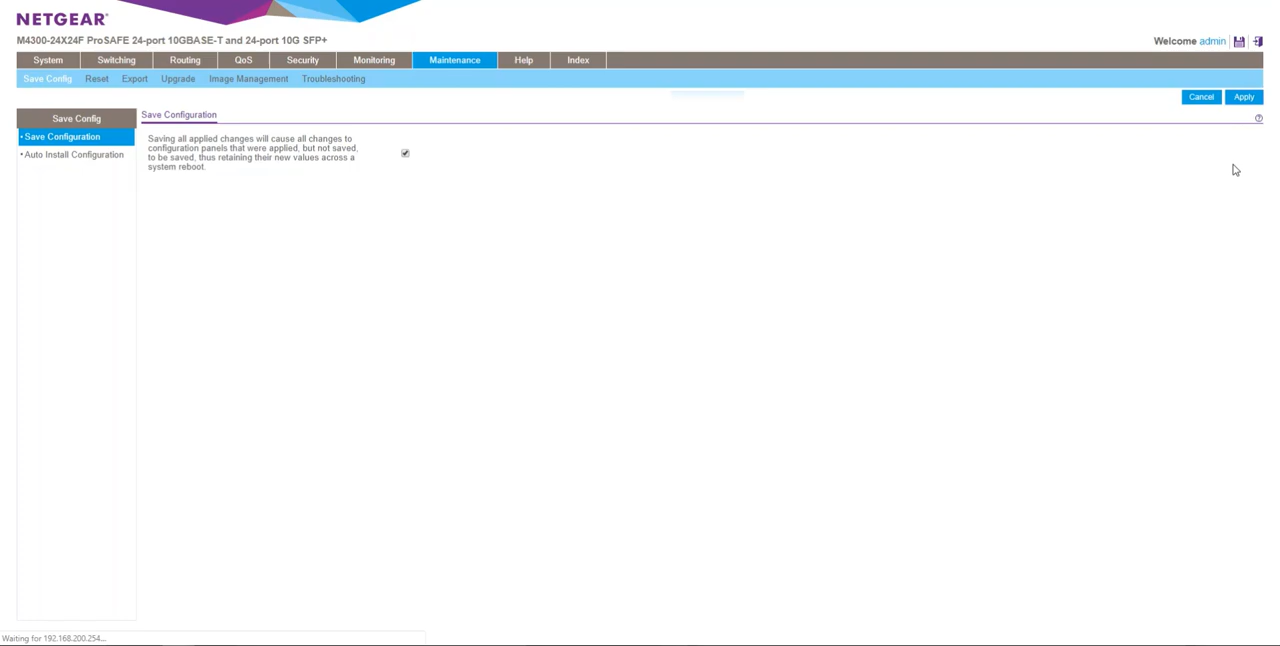 NETGEAR®
M4300-24X24F ProSAFE 24-port 10GBASE-T and 24-port 10G SFP+
Welcome admin
System Switching Routing QoS Security Monitoring Maintenance Help Index
Save Config Reset Export Upgrade Image Management Troubleshooting
Cancel Apply
Save Config
• Save Configuration
• Auto Install Configuration
Save Configuration
Saving all applied changes will cause all changes to
configuration panels that were applied, but not saved,
to be saved, thus retaining their new values across a
system reboot.
Waiting for 192.168.200.254...